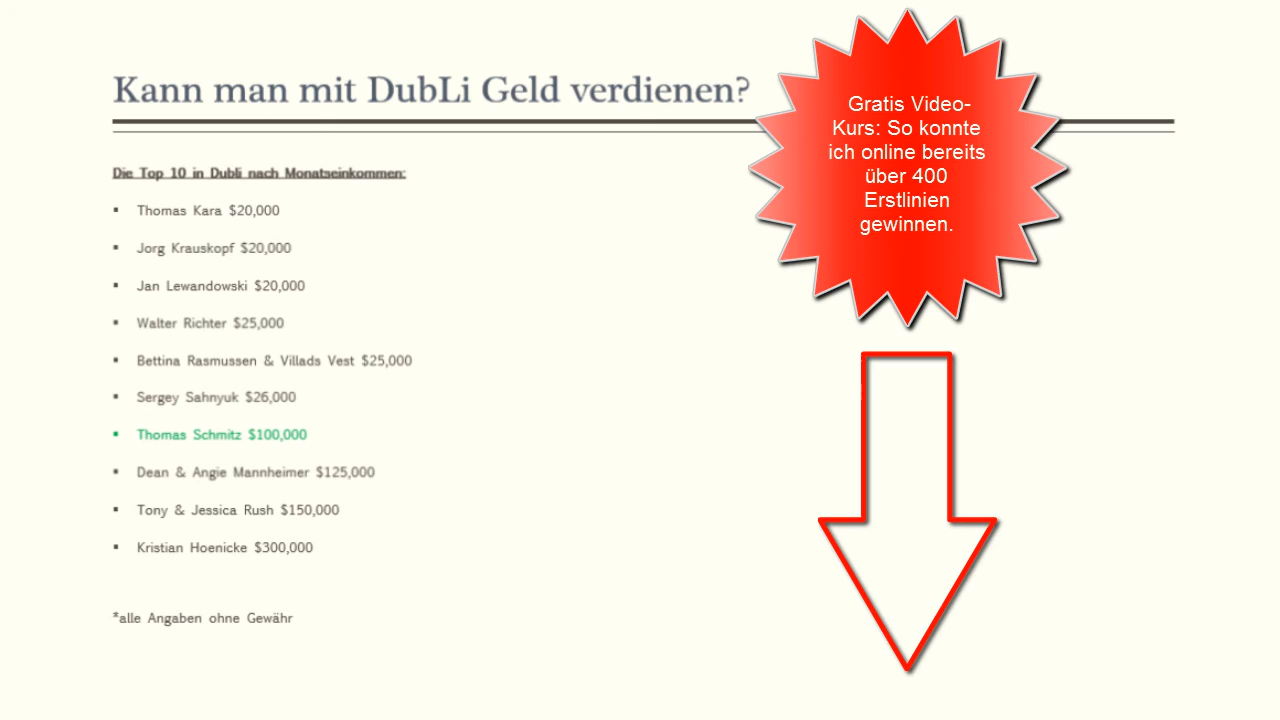 Kann man mit DubLi Geld verdienen?
Die Top 10 in Dubli nach Monatseinkommen:
▪ Thomas Kara $20,000
▪ Jorg Krauskopf $20,000
▪ Jan Lewandowski $20,000
▪ Walter Richter $25,000
▪ Bettina Rasmussen & Villads Vest $25,000
▪ Sergey Sahnyuk $26,000
▪ Thomas Schmitz $100,000
▪ Dean & Angie Mannheimer $125,000
▪ Tony & Jessica Rush $150,000
▪ Kristian Hoenicke $300,000
*alle Angaben ohne Gewähr
Gratis Video-
Kurs: So konnte
ich online bereits
über 400
Erstlinien
gewinnen.